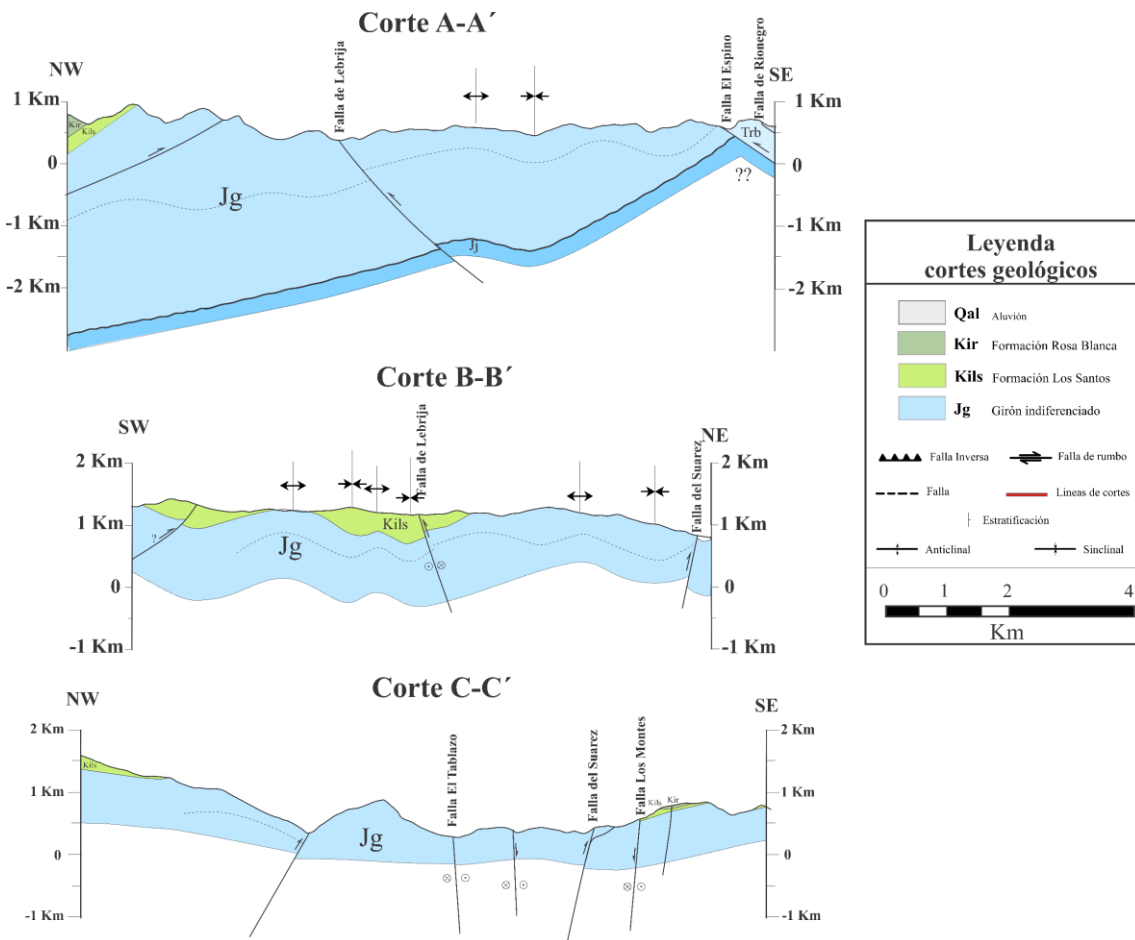 Corte A-A´
NW
SE
Falla de Lebrija
Falla El Espino
Falla de Rionegro
1 Km
0
-1 Km
-2 Km
1 Km
0
-1 Km
-2 Km
Kir
Kils
Jg
Jj
Trb
??
Corte B-B´
SW
NE
Falla de Lebrija
Falla del Suarez
2 Km
1 Km
0
-1 Km
2 Km
1 Km
0
-1 Km
?
Jg
Kils
Corte C-C´
NW
SE
Falla El Tablazo
Falla del Suarez
Falla Los Montes
2 Km
1 Km
0
-1 Km
2 Km
1 Km
0
-1 Km
Kils
Jg
Kils
Kir
Leyenda
cortes geológicos
Qal Aluvión
Kir Formación Rosa Blanca
Kils Formación Los Santos
Jg Girón indiferenciado
Falla Inversa Falla de rumbo
Falla Lineas de cortes
Estratificación
Anticlinal Sinclinal
0 1 2 4
Km